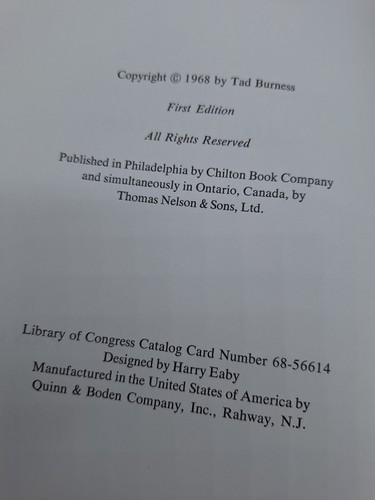 Copyright © 1968 by Tad Burness
First Edition
All Rights Reserved
Published in Philadelphia by Chilton Book Company
and simultaneously in Ontario, Canada, by
Thomas Nelson & Sons, Ltd.
Library of Congress Catalog Card Number 68-56614
Designed by Harry Eaby
Manufactured in the United States of America by
Quinn & Boden Company, Inc., Rahway, N.J.